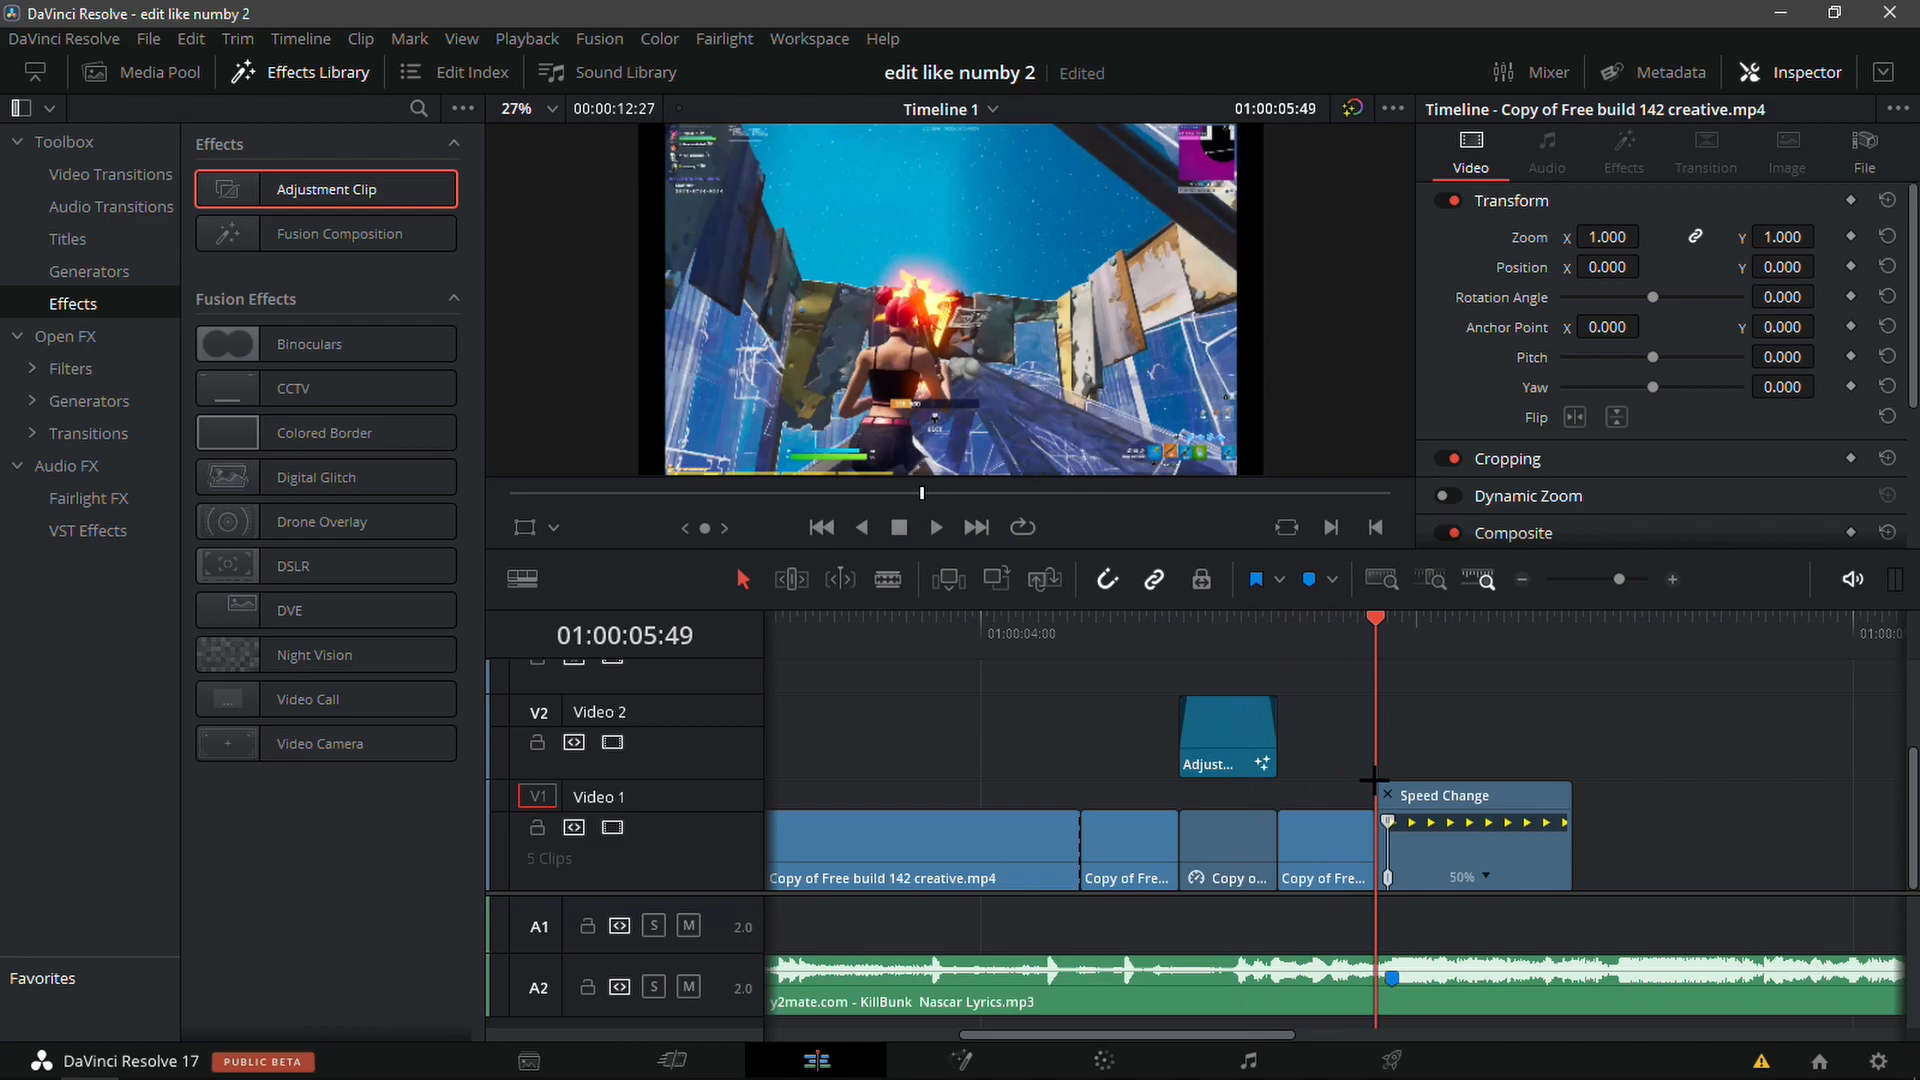 DaVinci Resolve - edit like numby 2
DaVinci Resolve File Edit Trim Timeline Clip Mark View Playback Fusion Color Fairlight Workspace Help
Media Pool Effects Library Edit Index Sound Library edit like numby 2 Edited Mixer Metadata Inspector
27% 00:00:12:27 Timeline 1 01:00:05:49 Timeline - Copy of Free build 142 creative.mp4
Toolbox
Video Transitions
Audio Transitions
Titles
Generators
Effects
Open FX
Filters
Generators
Transitions
Audio FX
Fairlight FX
VST Effects
Favorites
Effects
Adjustment Clip
Fusion Composition
Fusion Effects
Binoculars
CCTV
Colored Border
Digital Glitch
Drone Overlay
DSLR
DVE
Night Vision
Video Call
Video Camera
Video Audio Effects Transition Image File
Transform
Zoom X 1.000 Y 1.000
Position X 0.000 Y 0.000
Rotation Angle 0.000
Anchor Point X 0.000 Y 0.000
Pitch 0.000
Yaw 0.000
Flip
Cropping
Dynamic Zoom
Composite
01:00:05:49 01:00:04:00 01:00:0
V2 Video 2
Adjust...
V1 Video 1
Speed Change
5 Clips
Copy of Free build 142 creative.mp4 Copy of Fre... Copy o... Copy of Fre... 50%
A1 S M 2.0
A2 S M 2.0
y2mate.com - KillBunk Nascar Lyrics.mp3
DaVinci Resolve 17 PUBLIC BETA